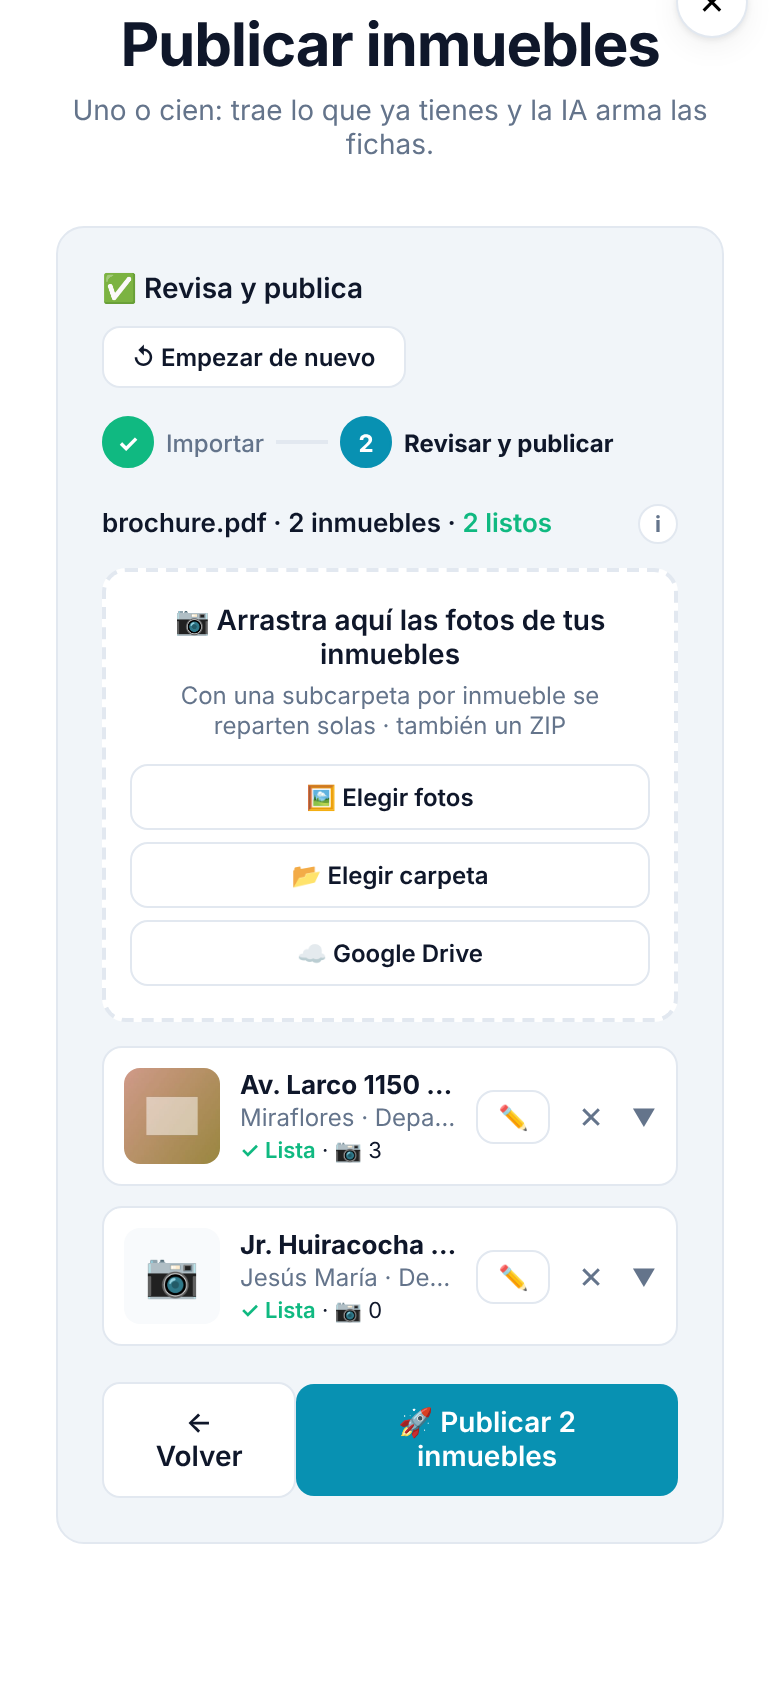 Publicar inmuebles
Uno o cien: trae lo que ya tienes y la IA arma las
fichas.
✅ Revisa y publica
↺ Empezar de nuevo
✓ Importar 2 Revisar y publicar
brochure.pdf · 2 inmuebles · 2 listos i
📷 Arrastra aquí las fotos de tus
inmuebles
Con una subcarpeta por inmueble se
reparten solas · también un ZIP
🖼️ Elegir fotos
📂 Elegir carpeta
☁️ Google Drive
Av. Larco 1150 ...
Miraflores · Depa...
✓ Lista · 📷 3
✏️ ✕ ▼
Jr. Huiracocha ...
Jesús María · De...
✓ Lista · 📷 0
✏️ ✕ ▼
←
Volver
🚀 Publicar 2
inmuebles